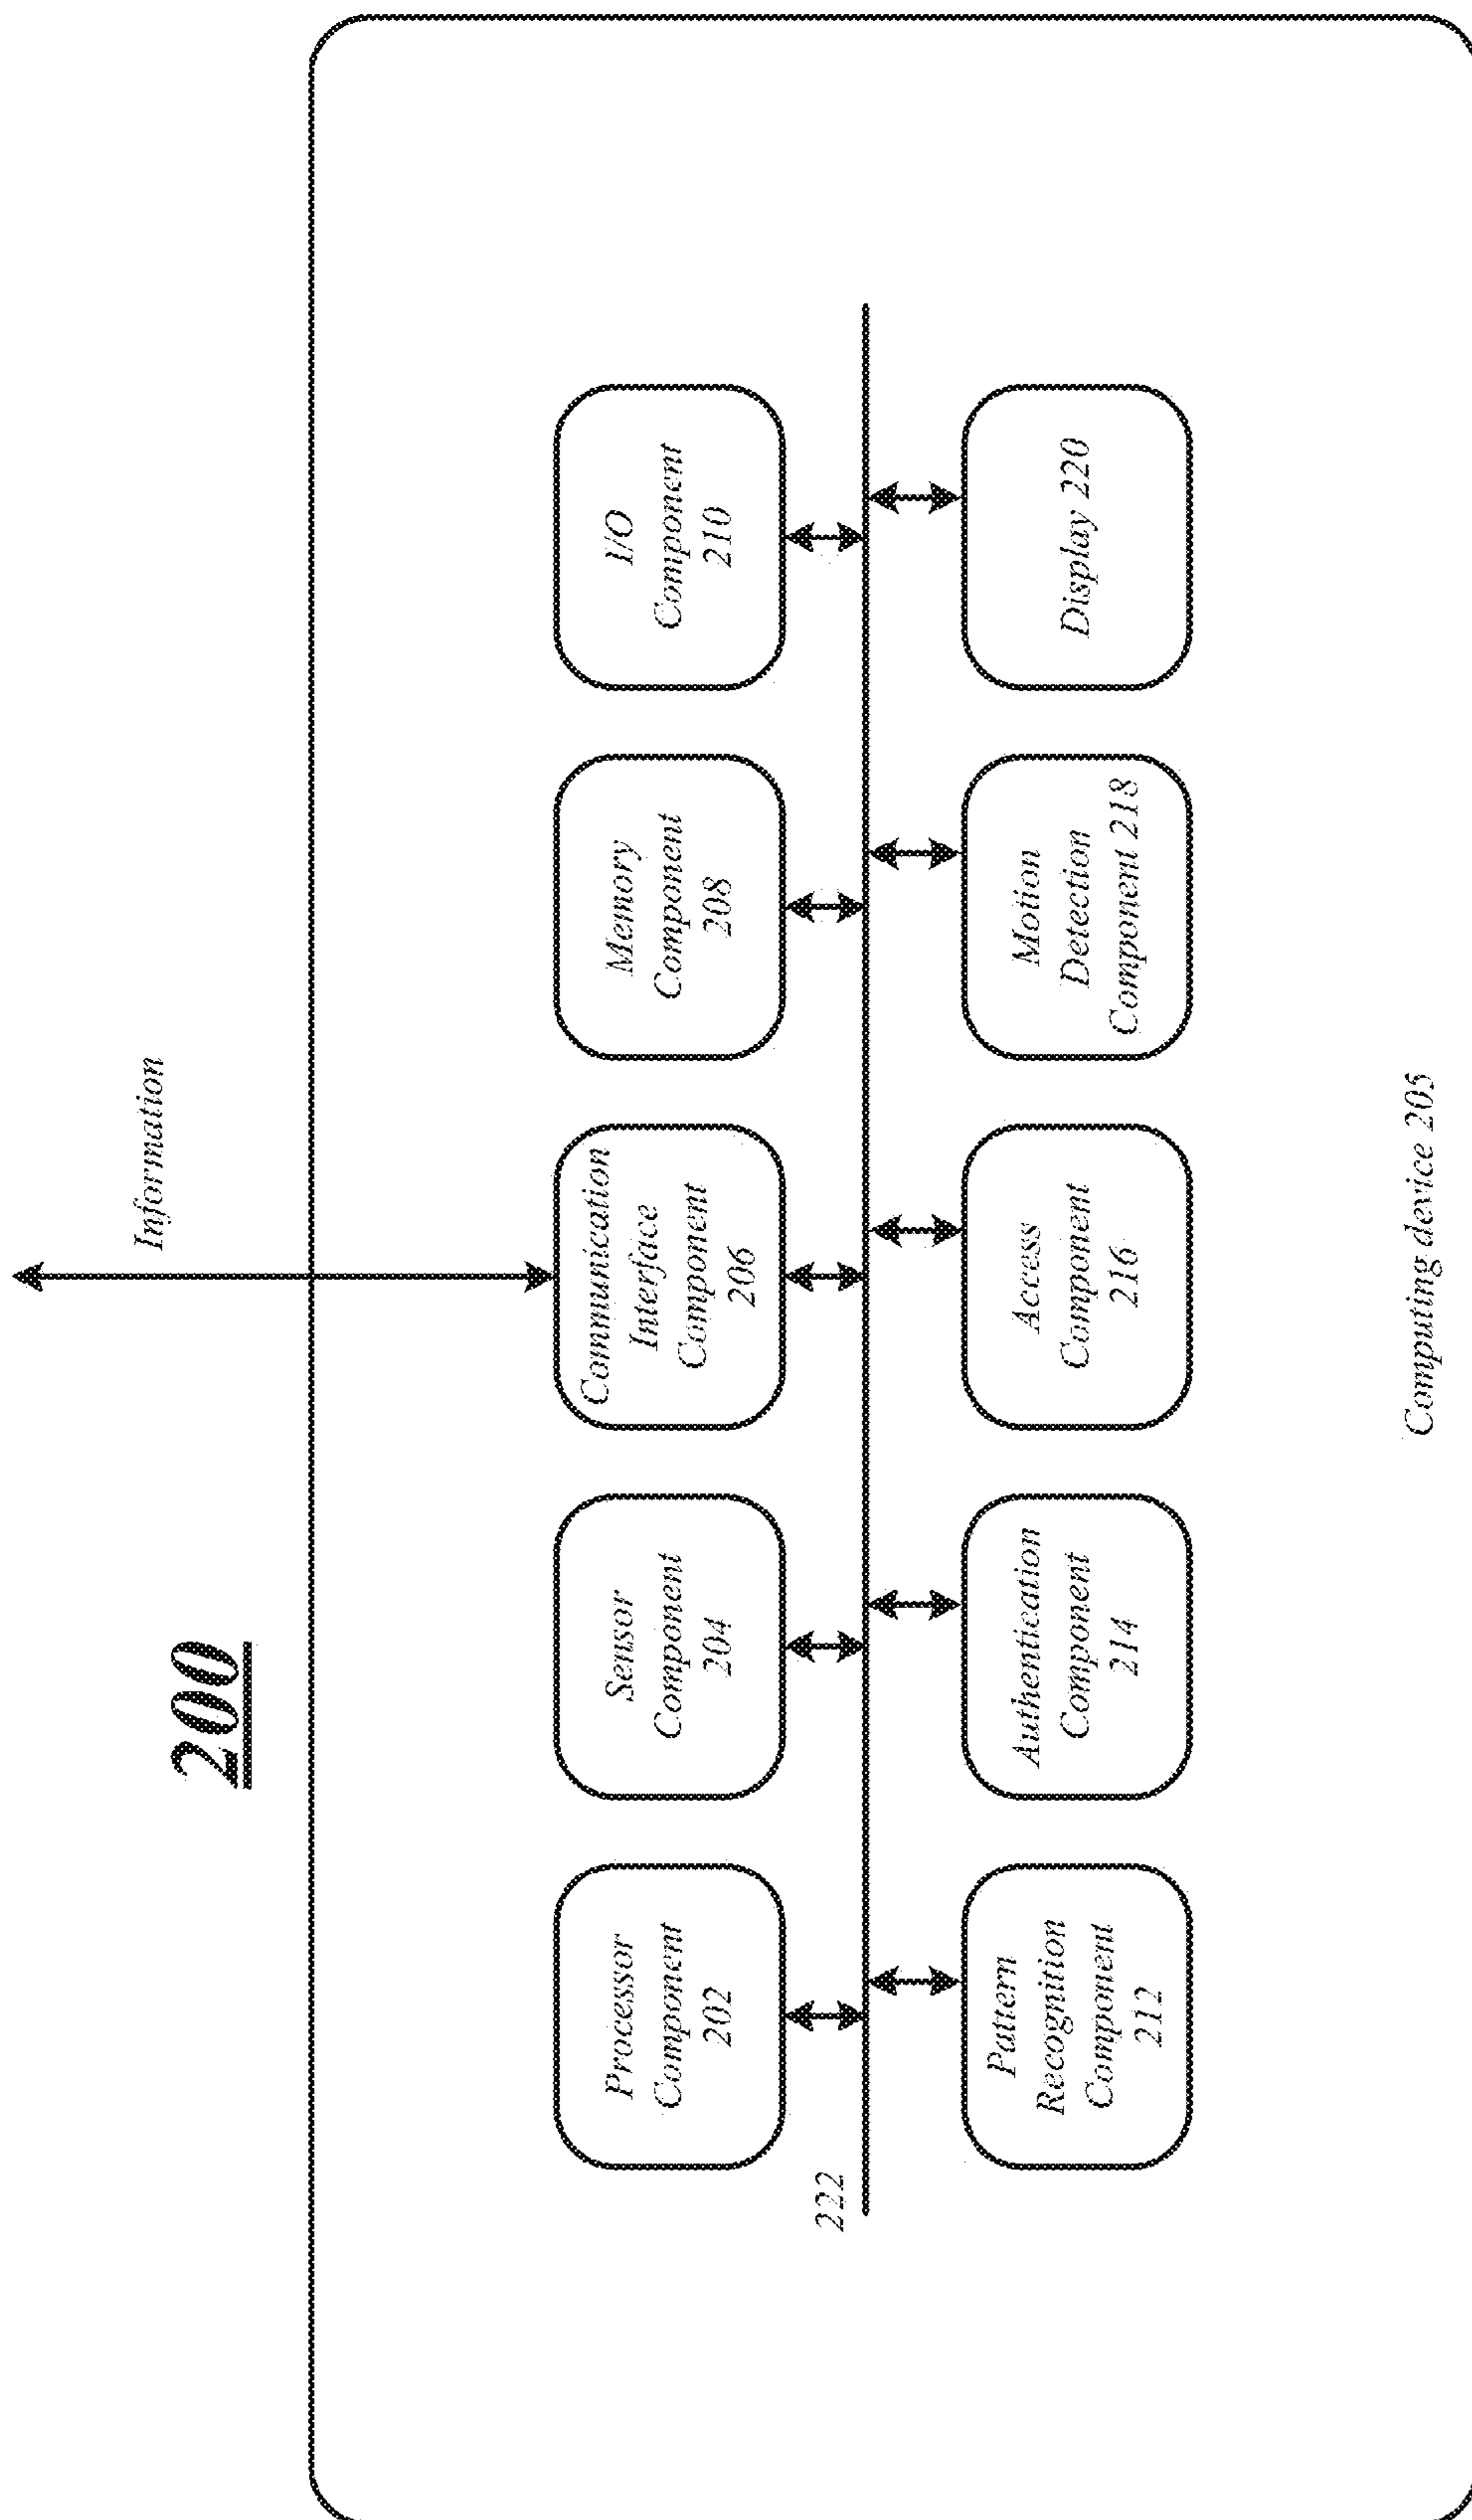 200
Information
Processor
Component
202
Sensor
Component
204
Communication
Interface
Component
206
Memory
Component
208
I/O
Component
210
222
Pattern
Recognition
Component
212
Authentication
Component
214
Access
Component
216
Motion
Detection
Component 218
Display 220
Computing device 205